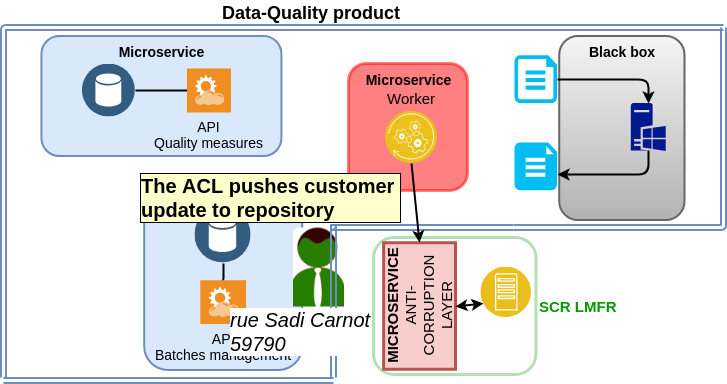 Data-Quality product
Microservice
API
Quality measures
Microservice
Worker
Black box
The ACL pushes customer
update to repository
rue Sadi Carnot
59790
AP
Batches management
MICROSERVICE
ANTI-
CORRUPTION
LAYER
SCR LMFR